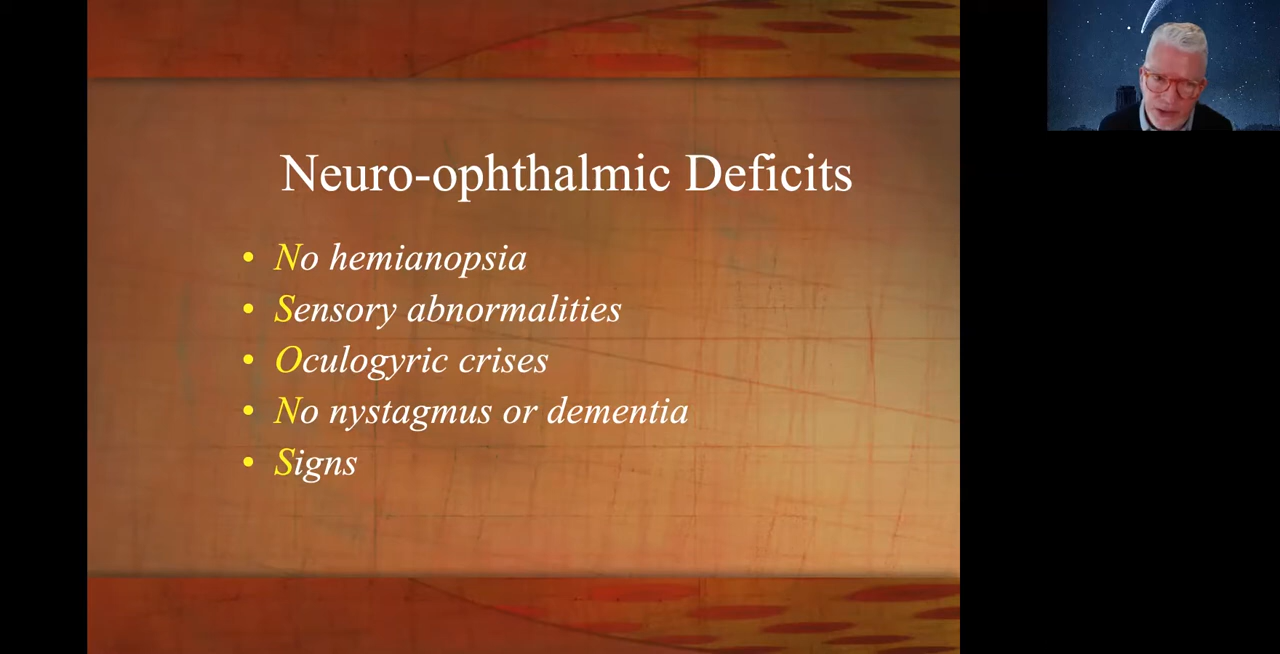 Neuro-ophthalmic Deficits
• No hemianopsia
• Sensory abnormalities
• Oculogyric crises
• No nystagmus or dementia
• Signs